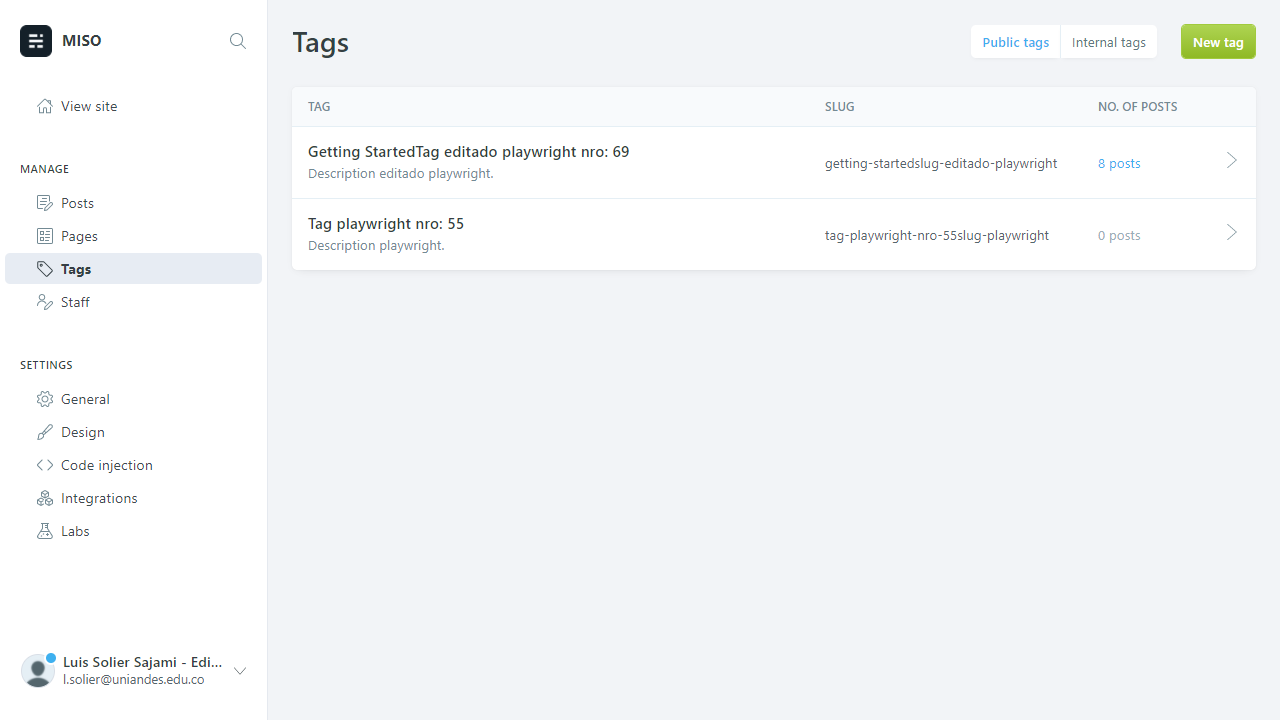 MISO
View site
MANAGE
Posts
Pages
Tags
Staff
SETTINGS
General
Design
Code injection
Integrations
Labs
Luis Solier Sajami - Edi...
l.solier@uniandes.edu.co
Tags
Public tags
Internal tags
New tag
TAG SLUG NO. OF POSTS
Getting StartedTag editado playwright nro: 69
Description editado playwright.
getting-startedslug-editado-playwright
8 posts
Tag playwright nro: 55
Description playwright.
tag-playwright-nro-55slug-playwright
0 posts